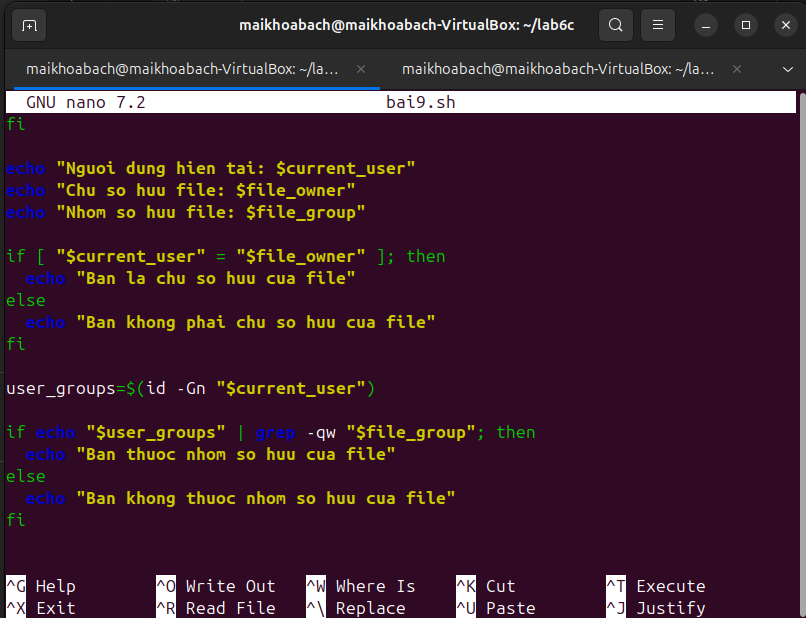 maikhoabach@maikhoabach-VirtualBox: ~/lab6c
maikhoabach@maikhoabach-VirtualBox: ~/la... × maikhoabach@maikhoabach-VirtualBox: ~/la... ×
GNU nano 7.2 bai9.sh
fi
echo "Nguoi dung hien tai: $current_user"
echo "Chu so huu file: $file_owner"
echo "Nhom so huu file: $file_group"
if [ "$current_user" = "$file_owner" ]; then
  echo "Ban la chu so huu cua file"
else
  echo "Ban khong phai chu so huu cua file"
fi
user_groups=$(id -Gn "$current_user")
if echo "$user_groups" | grep -qw "$file_group"; then
  echo "Ban thuoc nhom so huu cua file"
else
  echo "Ban khong thuoc nhom so huu cua file"
fi
^G Help ^O Write Out ^W Where Is ^K Cut ^T Execute
^X Exit ^R Read File ^\ Replace ^U Paste ^J Justify